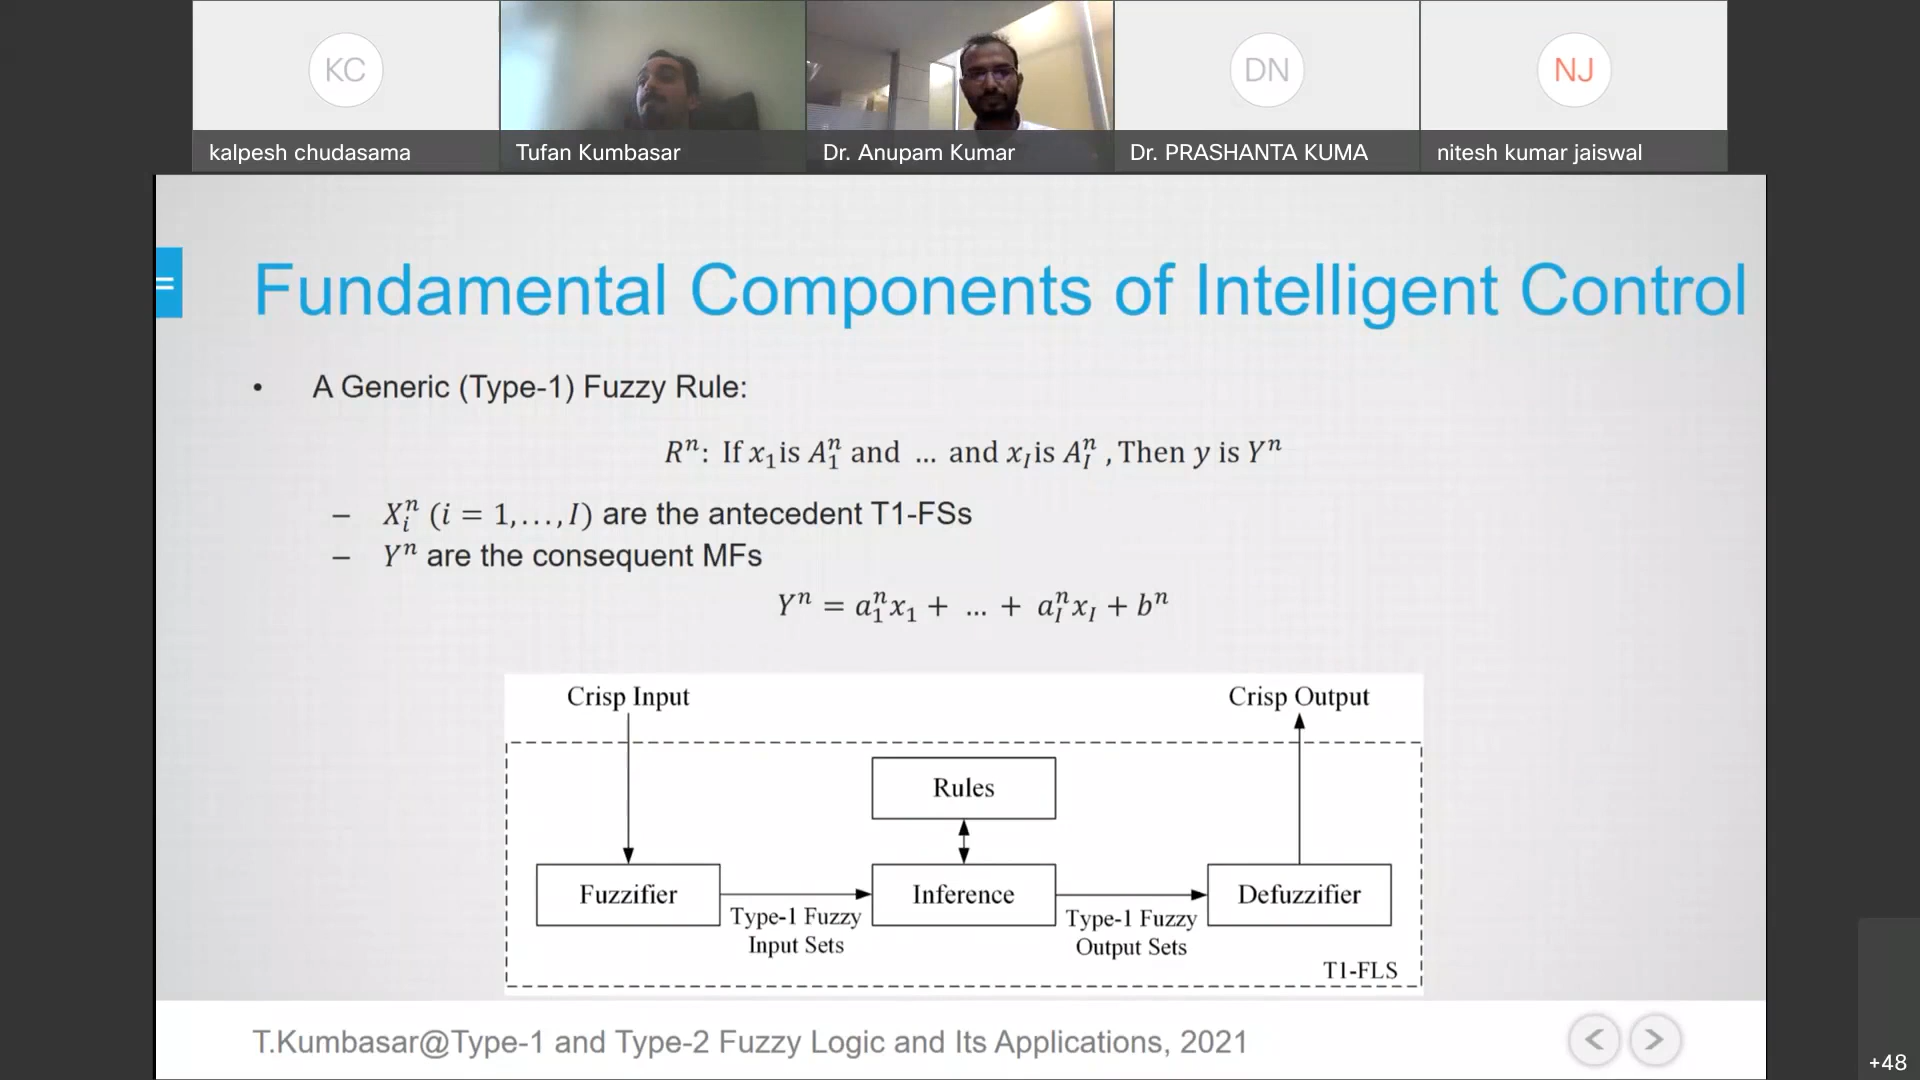 KC
DN
NJ
kalpesh chudasama
Tufan Kumbasar
Dr. Anupam Kumar
Dr. PRASHANTA KUMA
nitesh kumar jaiswal
Fundamental Components of Intelligent Control
• A Generic (Type-1) Fuzzy Rule:
Rⁿ: If x₁ is A₁ⁿ and … and x_I is A_Iⁿ , Then y is Yⁿ
– X_iⁿ (i = 1,…,I) are the antecedent T1-FSs
– Yⁿ are the consequent MFs
Yⁿ = a₁ⁿx₁ + … + a_Iⁿx_I + bⁿ
Crisp Input
Crisp Output
Rules
Fuzzifier
Inference
Defuzzifier
Type-1 Fuzzy
Input Sets
Type-1 Fuzzy
Output Sets
T1-FLS
T.Kumbasar@Type-1 and Type-2 Fuzzy Logic and Its Applications, 2021
< >
+48